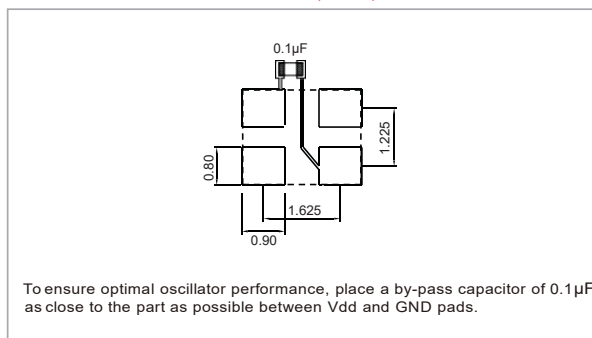 0.1µF
1.225
0.80
1.625
0.90
To ensure optimal oscillator performance, place a by-pass capacitor of 0.1µF
as close to the part as possible between Vdd and GND pads.